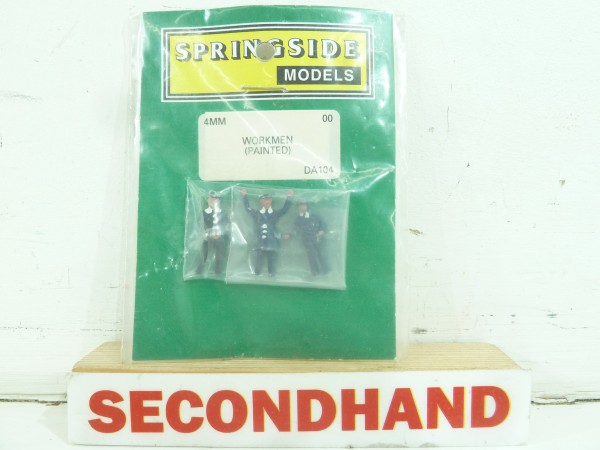 SPRINGSIDE
MODELS
4MM 00
WORKMEN
(PAINTED)
DA104
SECONDHAND